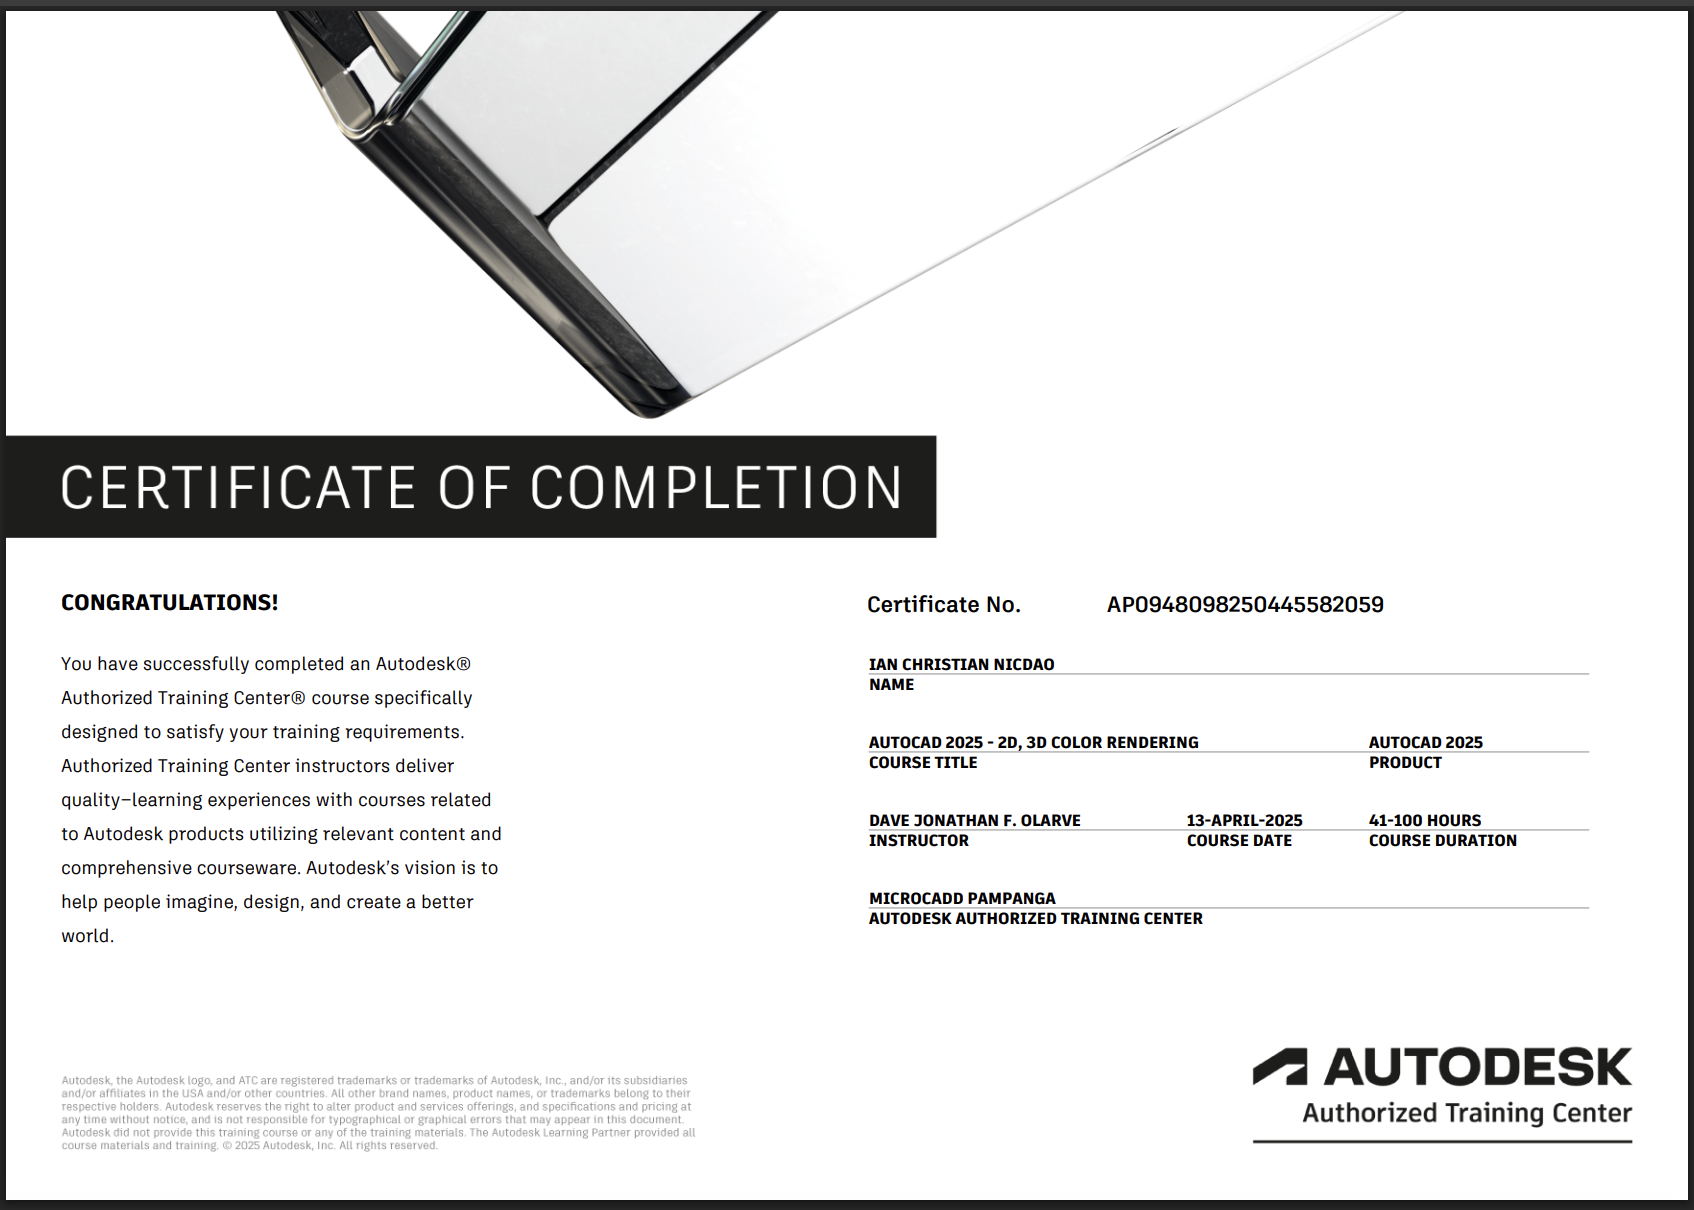 CERTIFICATE OF COMPLETION
CONGRATULATIONS!
You have successfully completed an Autodesk®
Authorized Training Center® course specifically
designed to satisfy your training requirements.
Authorized Training Center instructors deliver
quality–learning experiences with courses related
to Autodesk products utilizing relevant content and
comprehensive courseware. Autodesk’s vision is to
help people imagine, design, and create a better
world.
Certificate No. AP0948098250445582059
IAN CHRISTIAN NICDAO
NAME
AUTOCAD 2025 - 2D, 3D COLOR RENDERING AUTOCAD 2025
COURSE TITLE PRODUCT
DAVE JONATHAN F. OLARVE 13-APRIL-2025 41-100 HOURS
INSTRUCTOR COURSE DATE COURSE DURATION
MICROCADD PAMPANGA
AUTODESK AUTHORIZED TRAINING CENTER
Autodesk, the Autodesk logo, and ATC are registered trademarks or trademarks of Autodesk, Inc., and/or its subsidiaries
and/or affiliates in the USA and/or other countries. All other brand names, product names, or trademarks belong to their
respective holders. Autodesk reserves the right to alter product and services offerings, and specifications and pricing at
any time without notice, and is not responsible for typographical or graphical errors that may appear in this document.
Autodesk did not provide this training course or any of the training materials. The Autodesk Learning Partner provided all
course materials and training. © 2025 Autodesk, Inc. All rights reserved.
AUTODESK
Authorized Training Center